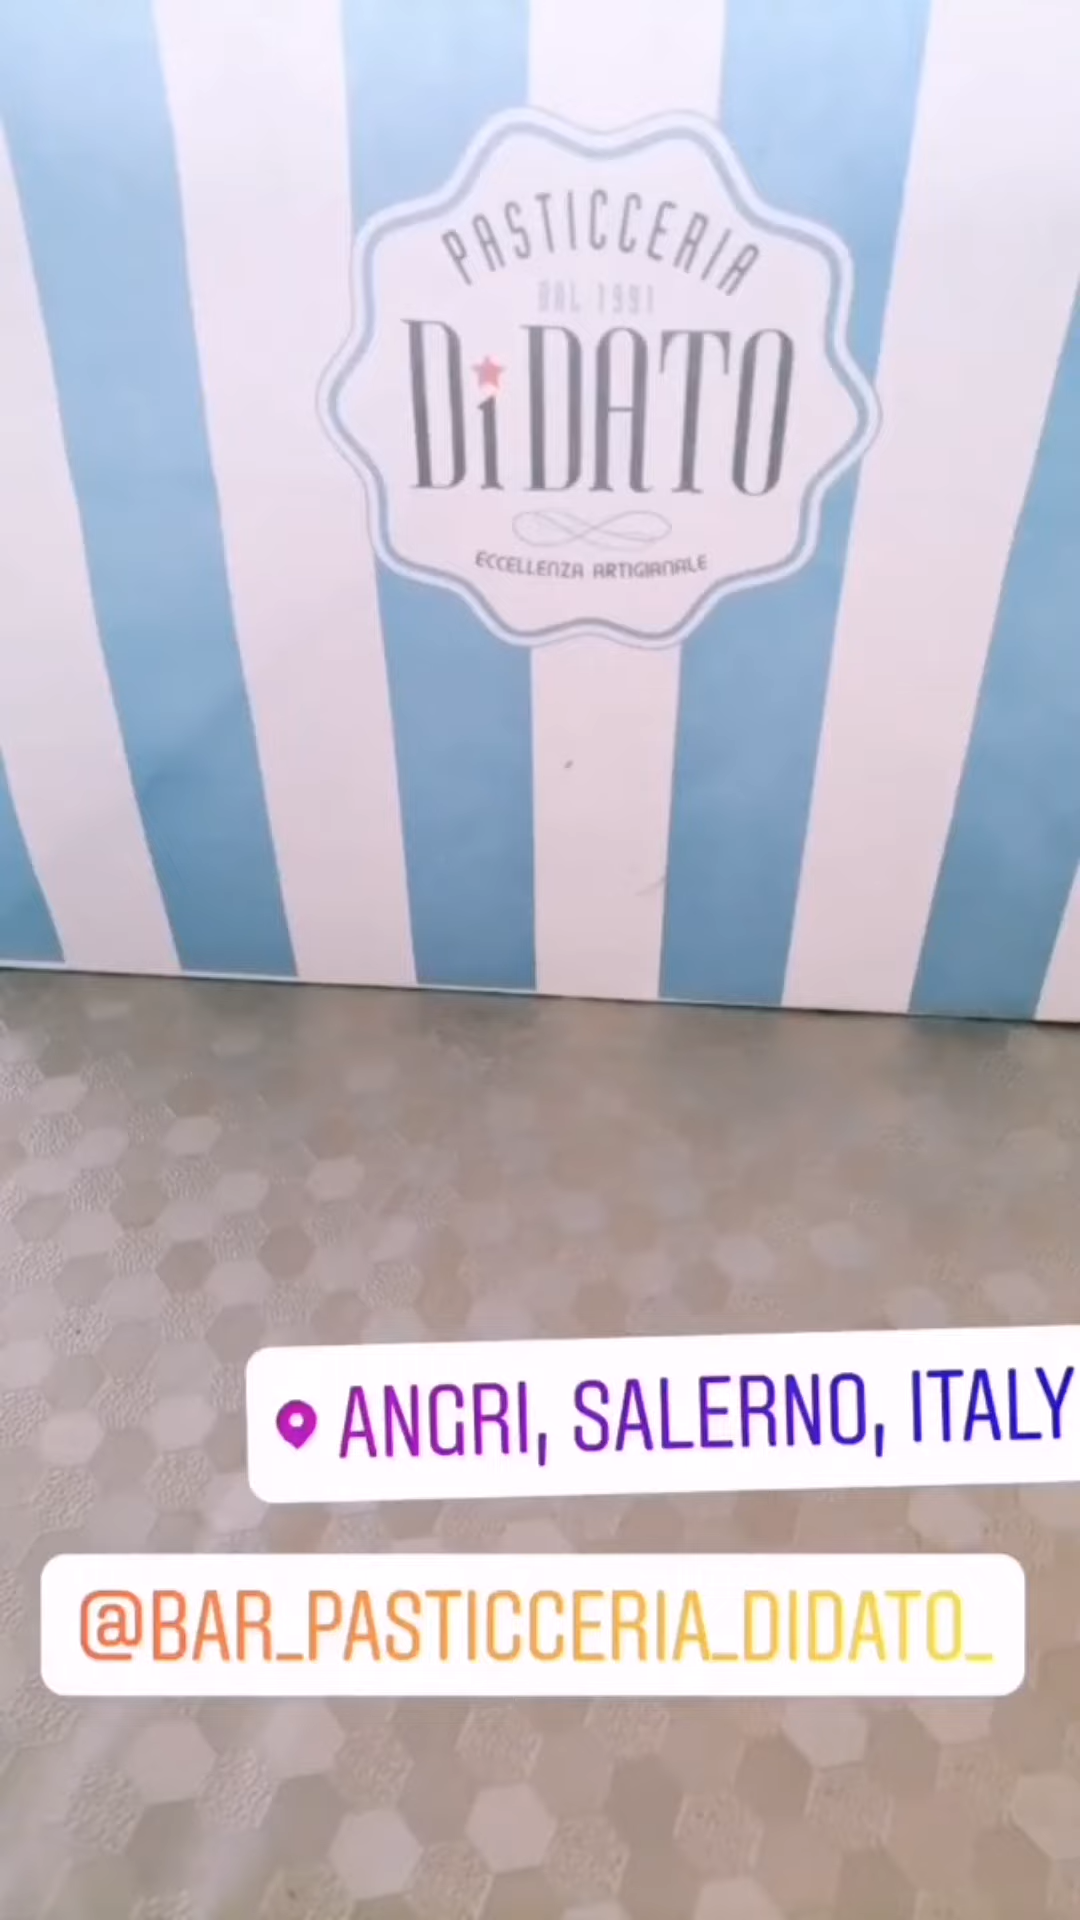 PASTICCERIA
DAL 1991
DiDATO
ECCELLENZA ARTIGIANALE
ANGRI, SALERNO, ITALY
@BAR_PASTICCERIA_DIDATO_